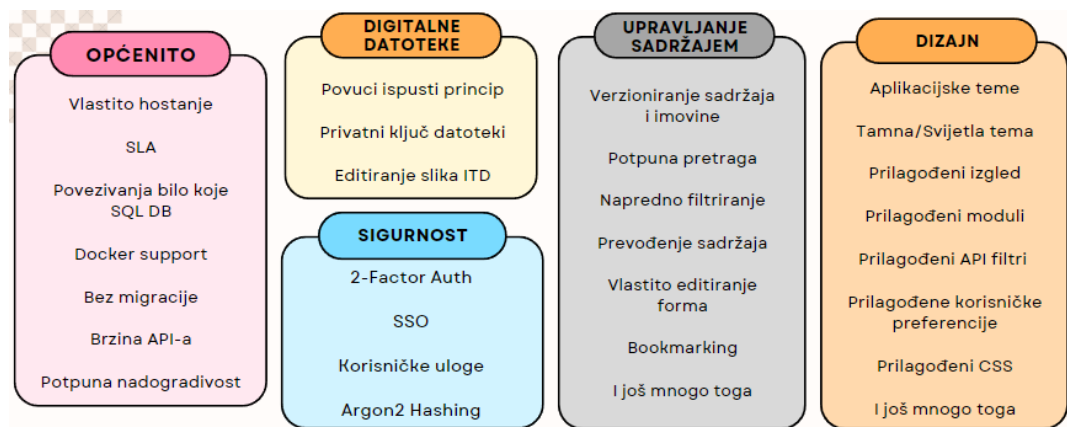 OPĆENITO
Vlastito hostanje
SLA
Povezivanja bilo koje
SQL DB
Docker support
Bez migracije
Brzina API-a
Potpuna nadogradivost
DIGITALNE
DATOTEKE
Povuci ispusti princip
Privatni ključ datoteki
Editiranje slika ITD
SIGURNOST
2-Factor Auth
SSO
Korisničke uloge
Argon2 Hashing
UPRAVLJANJE
SADRŽAJEM
Verzioniranje sadržaja
i imovine
Potpuna pretraga
Napredno filtriranje
Prevođenje sadržaja
Vlastito editiranje
forma
Bookmarking
I još mnogo toga
DIZAJN
Aplikacijske teme
Tamna/Svijetla tema
Prilagođeni izgled
Prilagođeni moduli
Prilagođeni API filtri
Prilagođene korisničke
preferencije
Prilagođeni CSS
I još mnogo toga